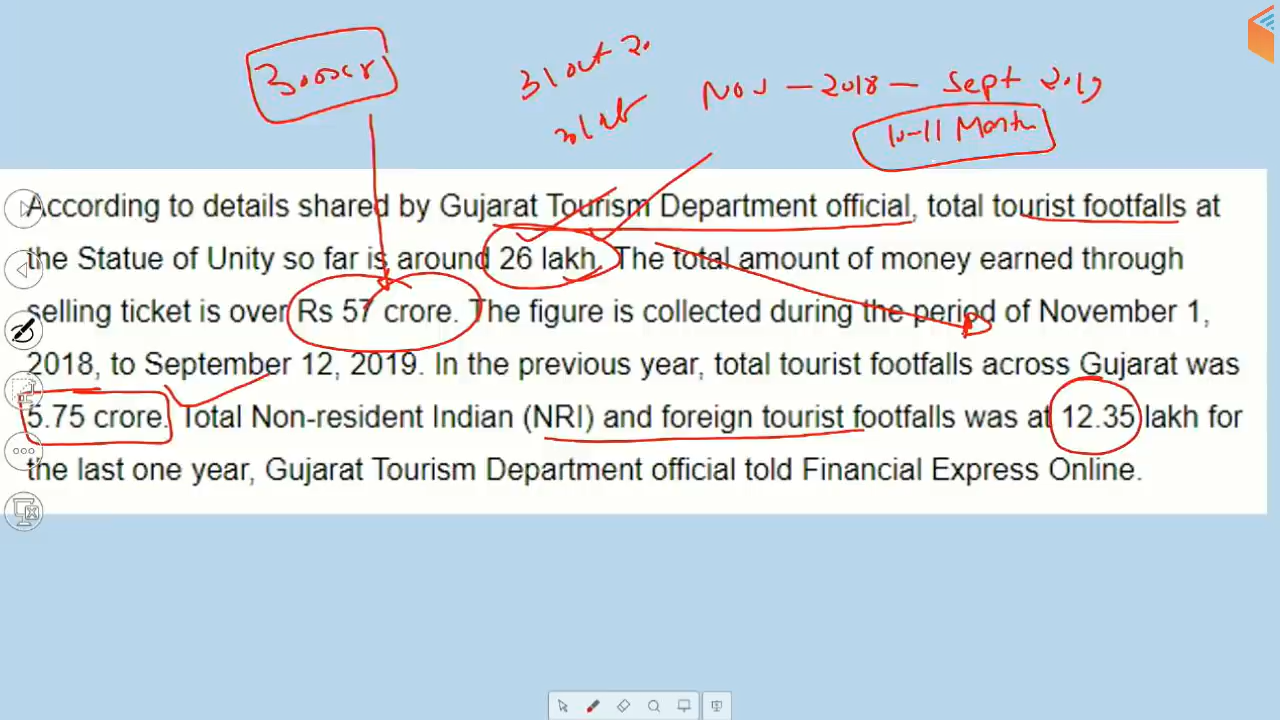 3000cr
31 oct 20
Nov - 2018 - Sept 2019
10-11 Month
According to details shared by Gujarat Tourism Department official, total tourist footfalls at
the Statue of Unity so far is around 26 lakh. The total amount of money earned through
selling ticket is over Rs 57 crore. The figure is collected during the period of November 1,
2018, to September 12, 2019. In the previous year, total tourist footfalls across Gujarat was
5.75 crore. Total Non-resident Indian (NRI) and foreign tourist footfalls was at 12.35 lakh for
the last one year, Gujarat Tourism Department official told Financial Express Online.